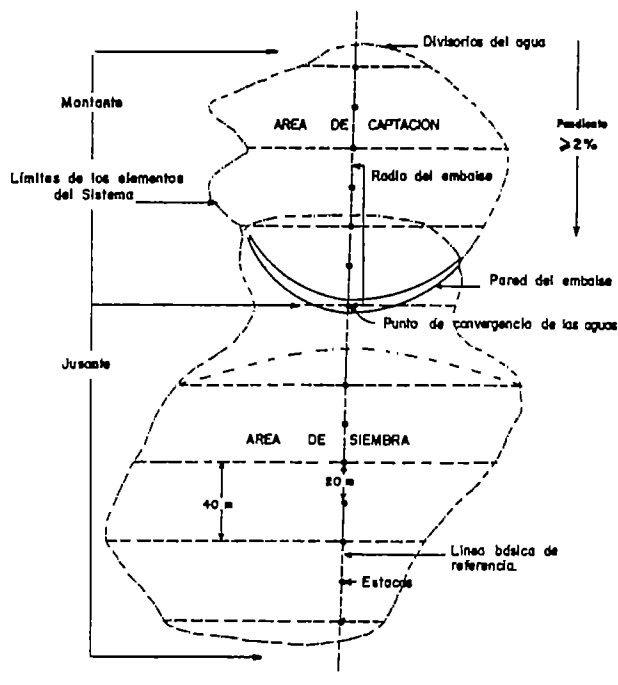 Divisorios del agua
Montante
AREA DE CAPTACION
Pendiente
⩾2%
Límites de los elementos
del Sistema
Radio del embalse
Pared del embalse
Punto de convergencia de las aguas
Jusante
AREA DE SIEMBRA
20 m
40 m
Línea básica de
referencia.
Estacas